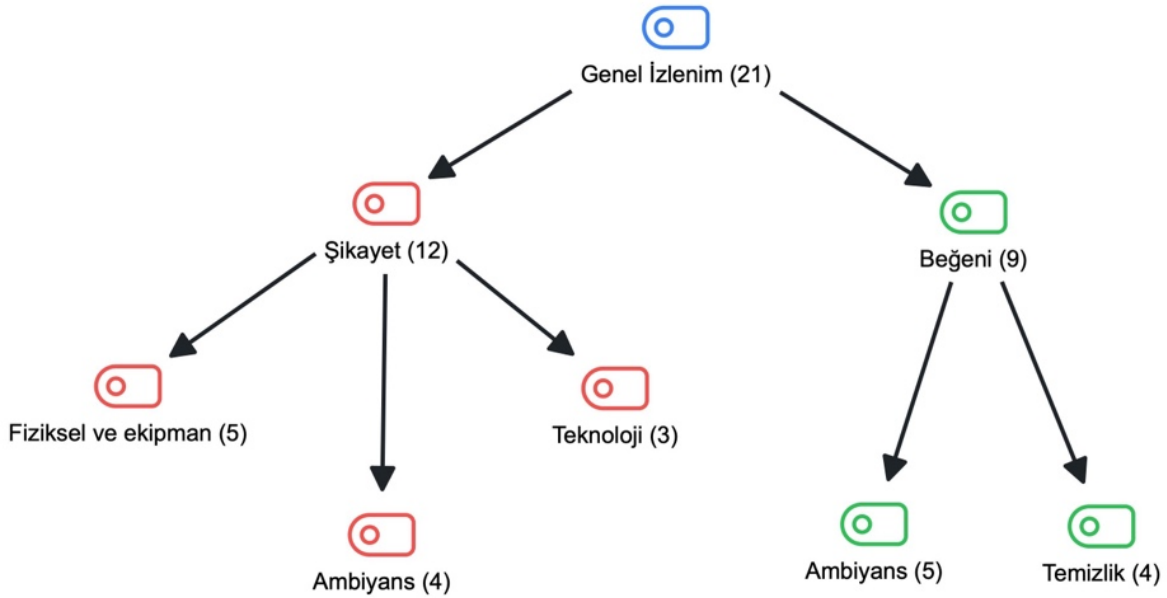 Genel İzlenim (21)
Şikayet (12)
Beğeni (9)
Fiziksel ve ekipman (5)
Teknoloji (3)
Ambiyans (4)
Ambiyans (5)
Temizlik (4)